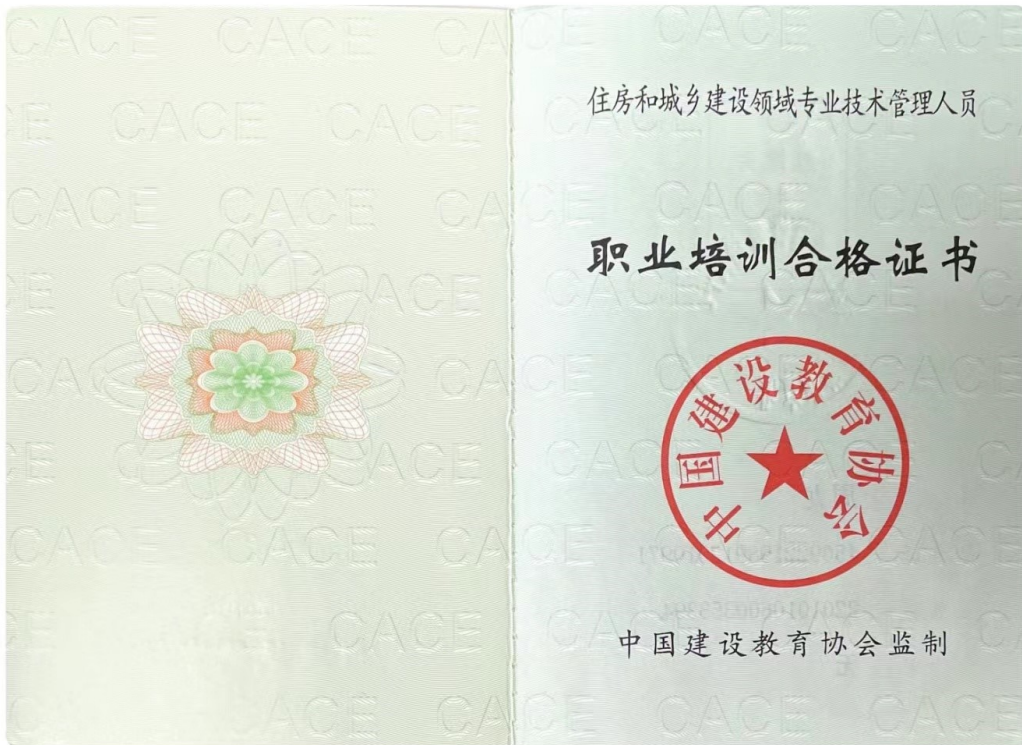 住房和城乡建设领域专业技术管理人员
职业培训合格证书
中国建设教育协会
中国建设教育协会监制
CACE